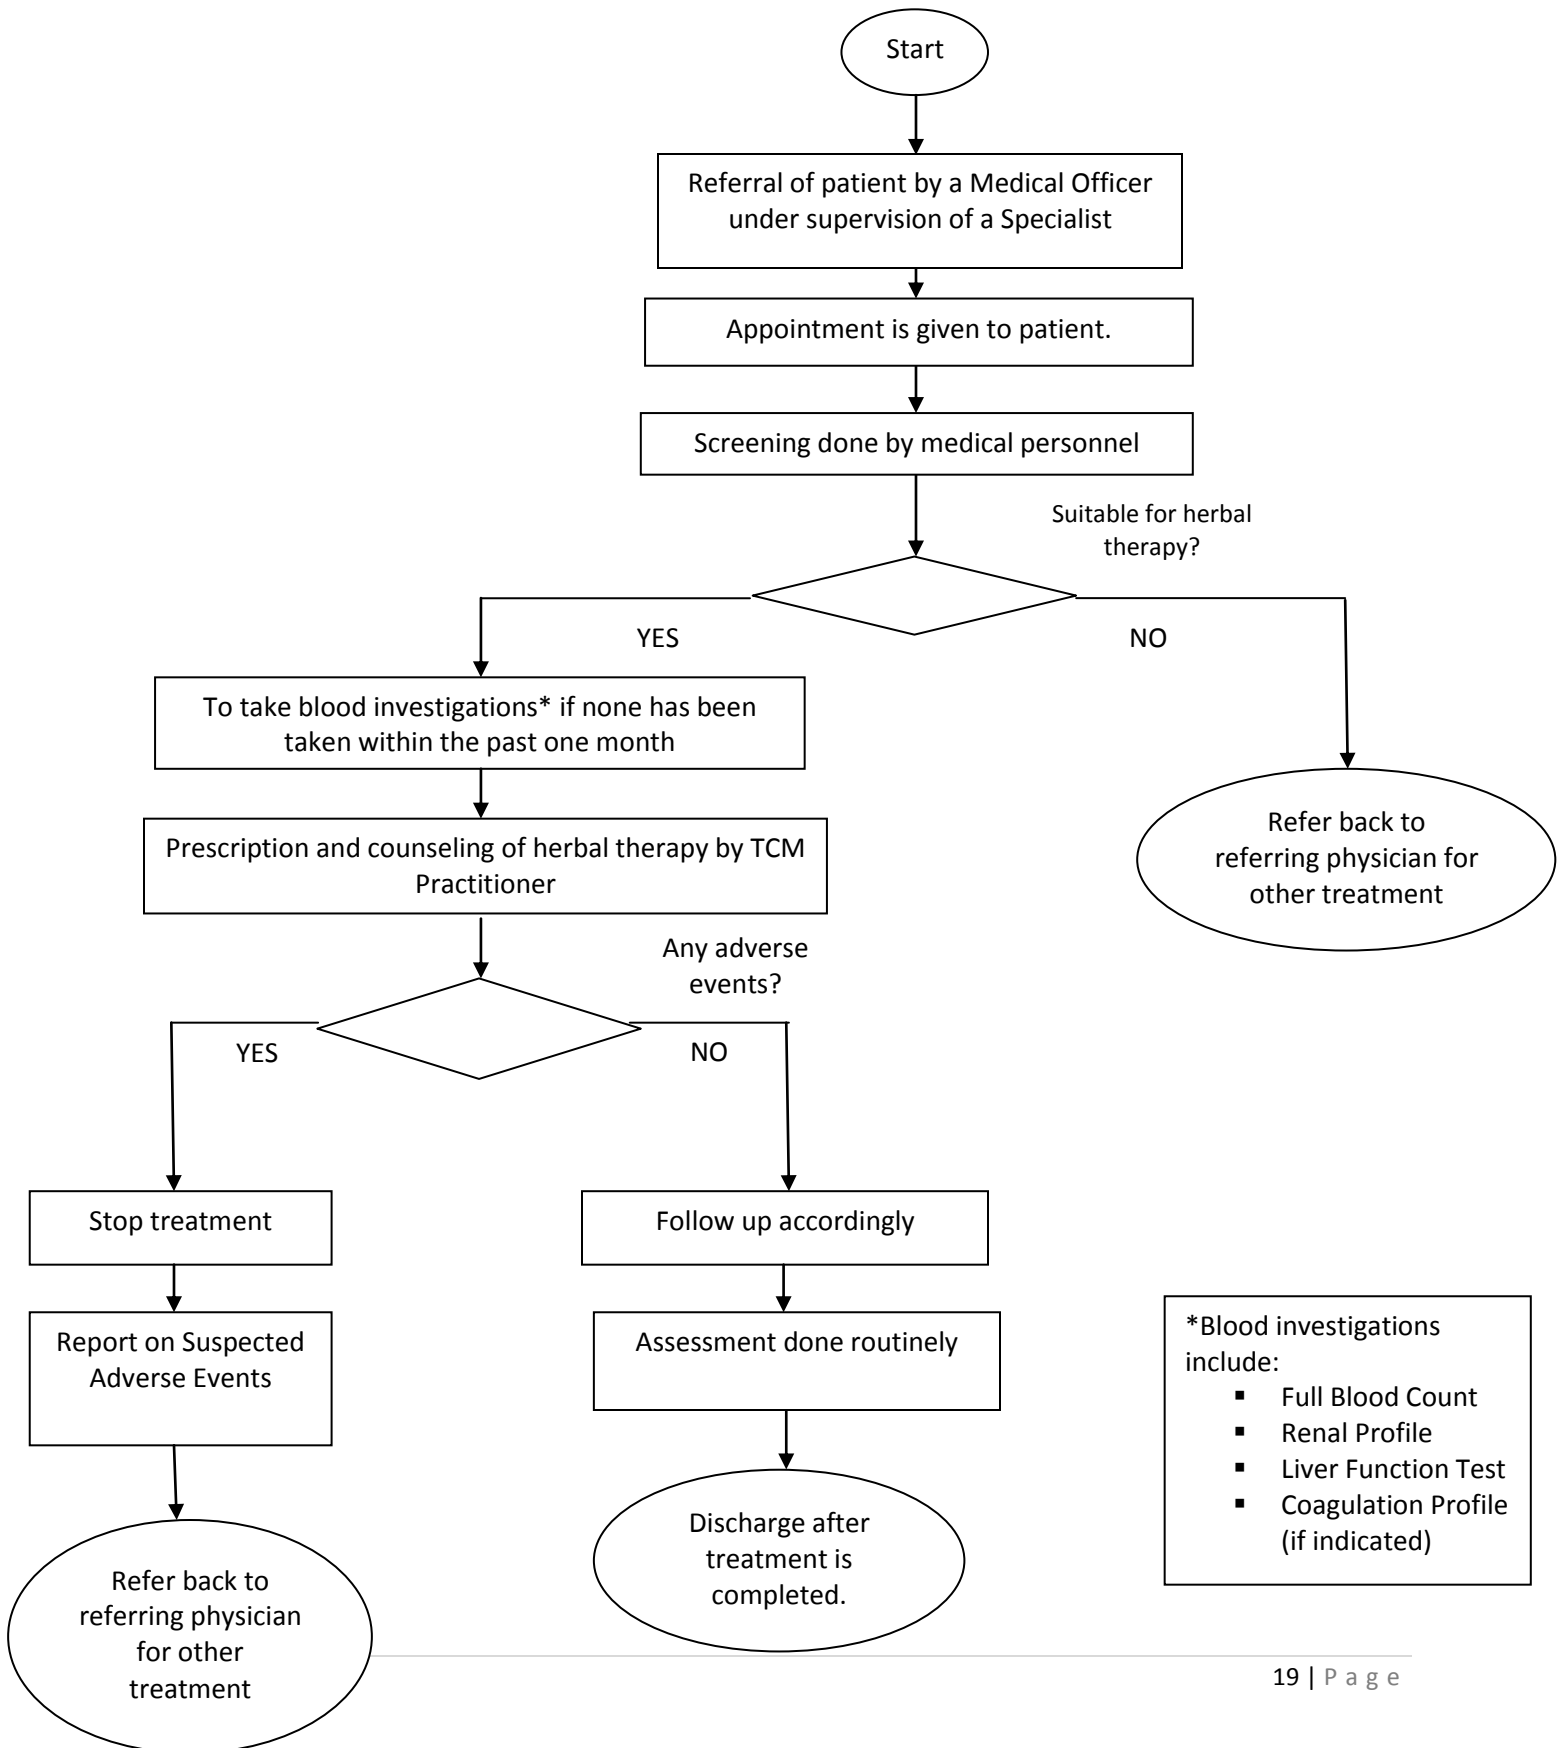 Start
Referral of patient by a Medical Officer
under supervision of a Specialist
Appointment is given to patient.
Screening done by medical personnel
Suitable for herbal
therapy?
YES
NO
To take blood investigations* if none has been
taken within the past one month
Prescription and counseling of herbal therapy by TCM
Practitioner
Refer back to
referring physician for
other treatment
Any adverse
events?
YES
NO
Stop treatment
Follow up accordingly
Report on Suspected
Adverse Events
Assessment done routinely
*Blood investigations
include:
▪ Full Blood Count
▪ Renal Profile
▪ Liver Function Test
▪ Coagulation Profile
(if indicated)
Discharge after
treatment is
completed.
Refer back to
referring physician
for other
treatment
19 | Page